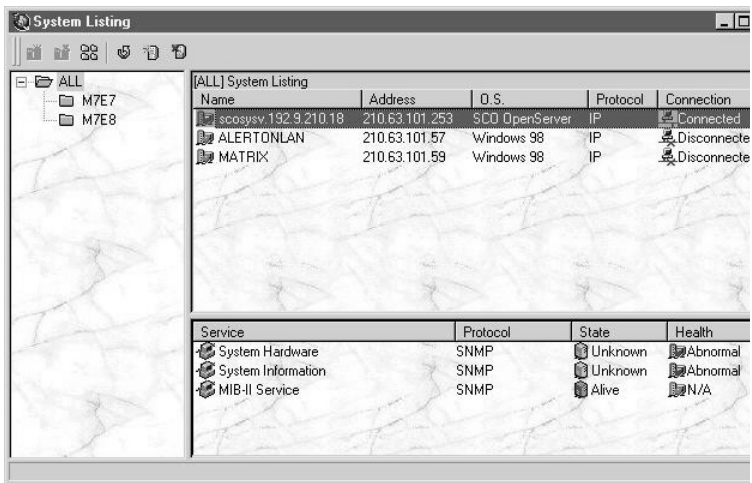 System Listing
ALL
M7E7
M7E8
[ALL] System Listing
Name Address O.S. Protocol Connection
scosysv.192.9.210.18 210.63.101.253 SCO OpenServer IP Connected
ALERTONLAN 210.63.101.57 Windows 98 IP Disconnecte
MATRIX 210.63.101.59 Windows 98 IP Disconnecte
Service Protocol State Health
System Hardware SNMP Unknown Abnormal
System Information SNMP Unknown Abnormal
MIB-II Service SNMP Alive N/A